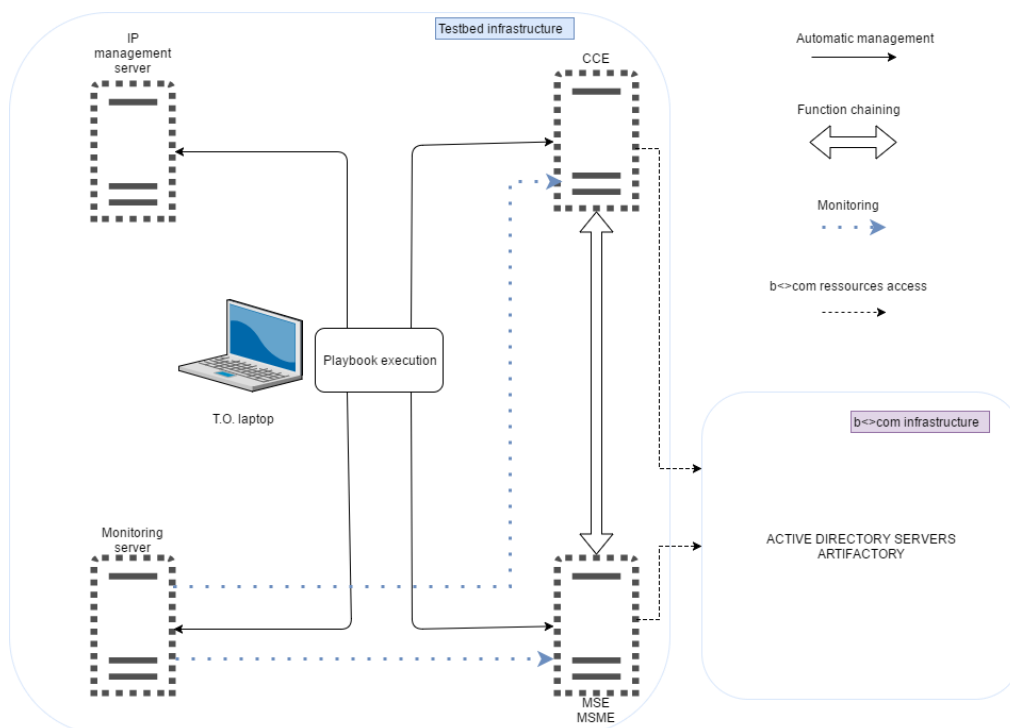 Testbed infrastructure
IP
management
server
CCE
Automatic management
Function chaining
Monitoring
b<>com ressources access
Playbook execution
T.O. laptop
b<>com infrastructure
Monitoring
server
ACTIVE DIRECTORY SERVERS
ARTIFACTORY
MSE
MSME